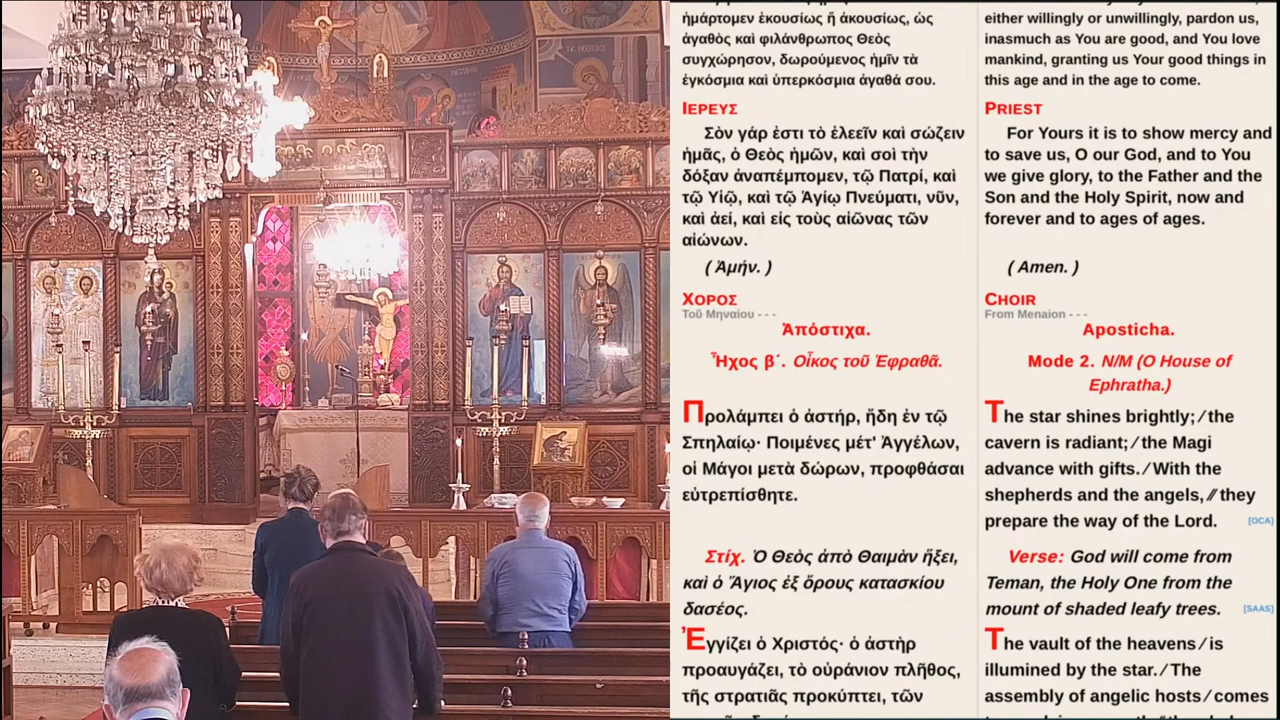 ἡμάρτομεν ἑκουσίως ἢ ἀκουσίως, ὡς
ἀγαθὸς καὶ φιλάνθρωπος Θεὸς
συγχώρησον, δωρούμενος ἡμῖν τὰ
ἐγκόσμια καὶ ὑπερκόσμια ἀγαθά σου.
ΙΕΡΕΥΣ
Σὸν γάρ ἐστι τὸ ἐλεεῖν καὶ σώζειν
ἡμᾶς, ὁ Θεὸς ἡμῶν, καὶ σοὶ τὴν
δόξαν ἀναπέμπομεν, τῷ Πατρί, καὶ
τῷ Υἱῷ, καὶ τῷ Ἁγίῳ Πνεύματι, νῦν,
καὶ ἀεί, καὶ εἰς τοὺς αἰῶνας τῶν
αἰώνων.
( Ἀμήν. )
ΧΟΡΟΣ
Τοῦ Μηναίου - - -
Ἀπόστιχα.
Ἦχος β´. Οἶκος τοῦ Ἐφραθᾶ.
Προλάμπει ὁ ἀστήρ, ἤδη ἐν τῷ
Σπηλαίῳ· Ποιμένες μέτ' Ἀγγέλων,
οἱ Μάγοι μετὰ δώρων, προφθάσαι
εὐτρεπίσθητε.
Στίχ. Ὁ Θεὸς ἀπὸ Θαιμὰν ἥξει,
καὶ ὁ Ἅγιος ἐξ ὄρους κατασκίου
δασέος.
Ἐγγίζει ὁ Χριστός· ὁ ἀστὴρ
προαυγάζει, τὸ οὐράνιον πλῆθος,
τῆς στρατιᾶς προκύπτει, τῶν
either willingly or unwillingly, pardon us,
inasmuch as You are good, and You love
mankind, granting us Your good things in
this age and in the age to come.
PRIEST
For Yours it is to show mercy and
to save us, O our God, and to You
we give glory, to the Father and the
Son and the Holy Spirit, now and
forever and to ages of ages.
( Amen. )
CHOIR
From Menaion - - -
Aposticha.
Mode 2. N/M (O House of
Ephratha.)
The star shines brightly; / the
cavern is radiant; / the Magi
advance with gifts. / With the
shepherds and the angels, // they
prepare the way of the Lord. [OCA]
Verse: God will come from
Teman, the Holy One from the
mount of shaded leafy trees. [SAAS]
The vault of the heavens / is
illumined by the star. / The
assembly of angelic hosts / comes